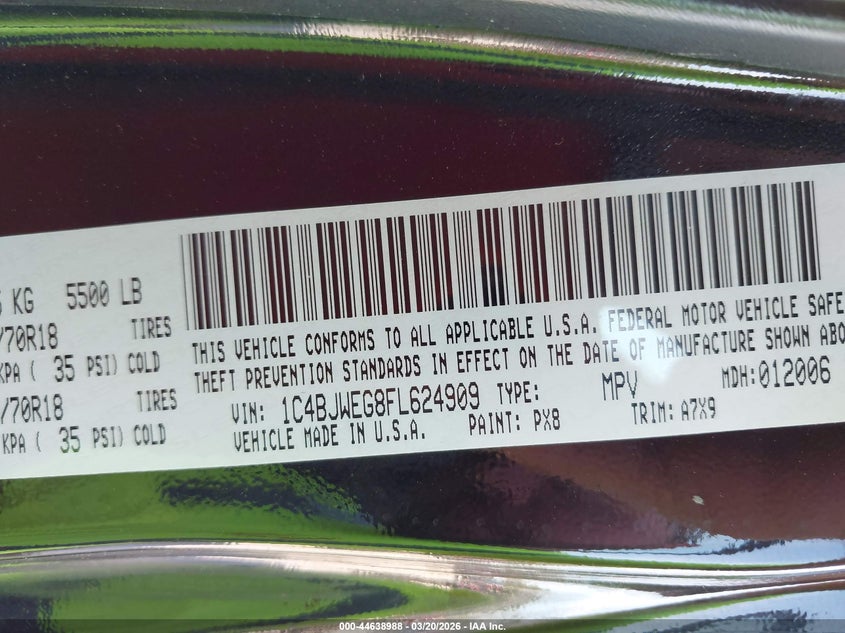 KG 5500 LB
/70R18 TIRES
KPA ( 35 PSI) COLD
/70R18 TIRES
KPA ( 35 PSI) COLD
THIS VEHICLE CONFORMS TO ALL APPLICABLE U.S.A. FEDERAL MOTOR VEHICLE SAFE
THEFT PREVENTION STANDARDS IN EFFECT ON THE DATE OF MANUFACTURE SHOWN ABO
VIN: 1C4BJWEG8FL624909 TYPE: MPV MDH:012006
VEHICLE MADE IN U.S.A. PAINT: PX8 TRIM: A7X9
000-44638988 - 03/20/2026 - IAA Inc.